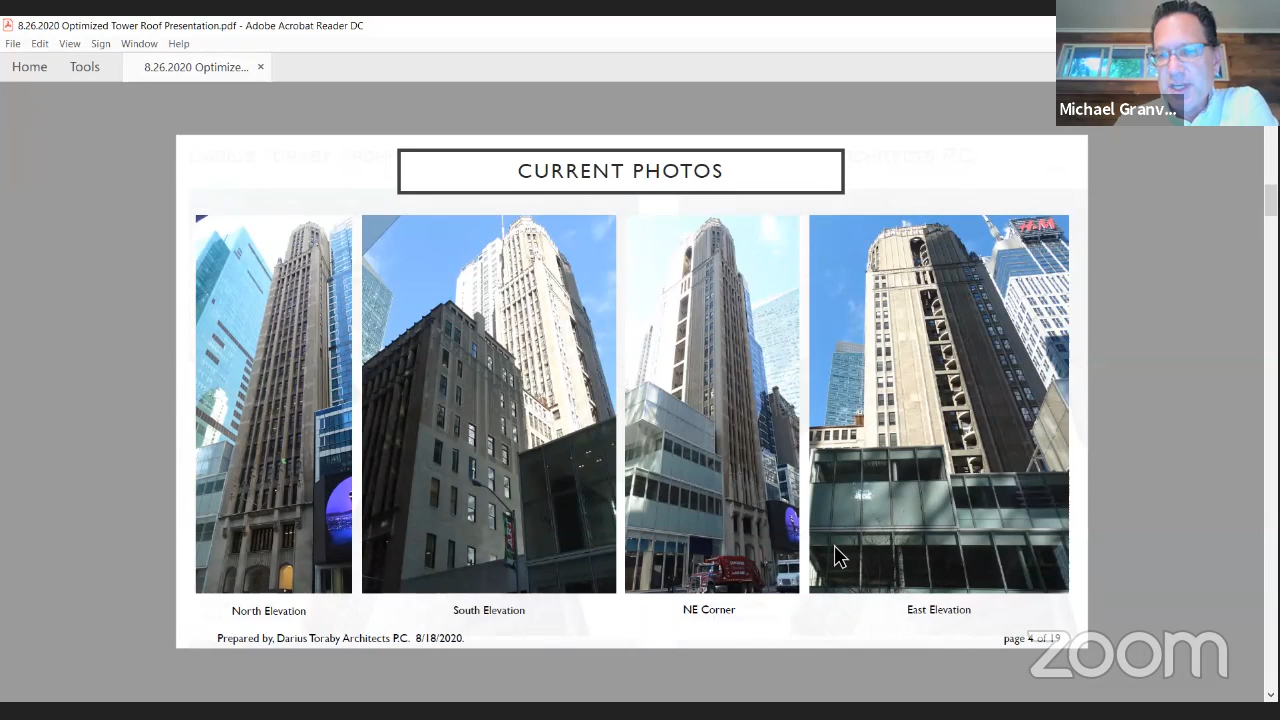 8.26.2020 Optimized Tower Roof Presentation.pdf - Adobe Acrobat Reader DC
File Edit View Sign Window Help
Home Tools 8.26.2020 Optimize... ×
Michael Granv...
CURRENT PHOTOS
H&M
North Elevation
South Elevation
NE Corner
East Elevation
Prepared by, Darius Toraby Architects P.C. 8/18/2020.
page 4 of 19
zoom